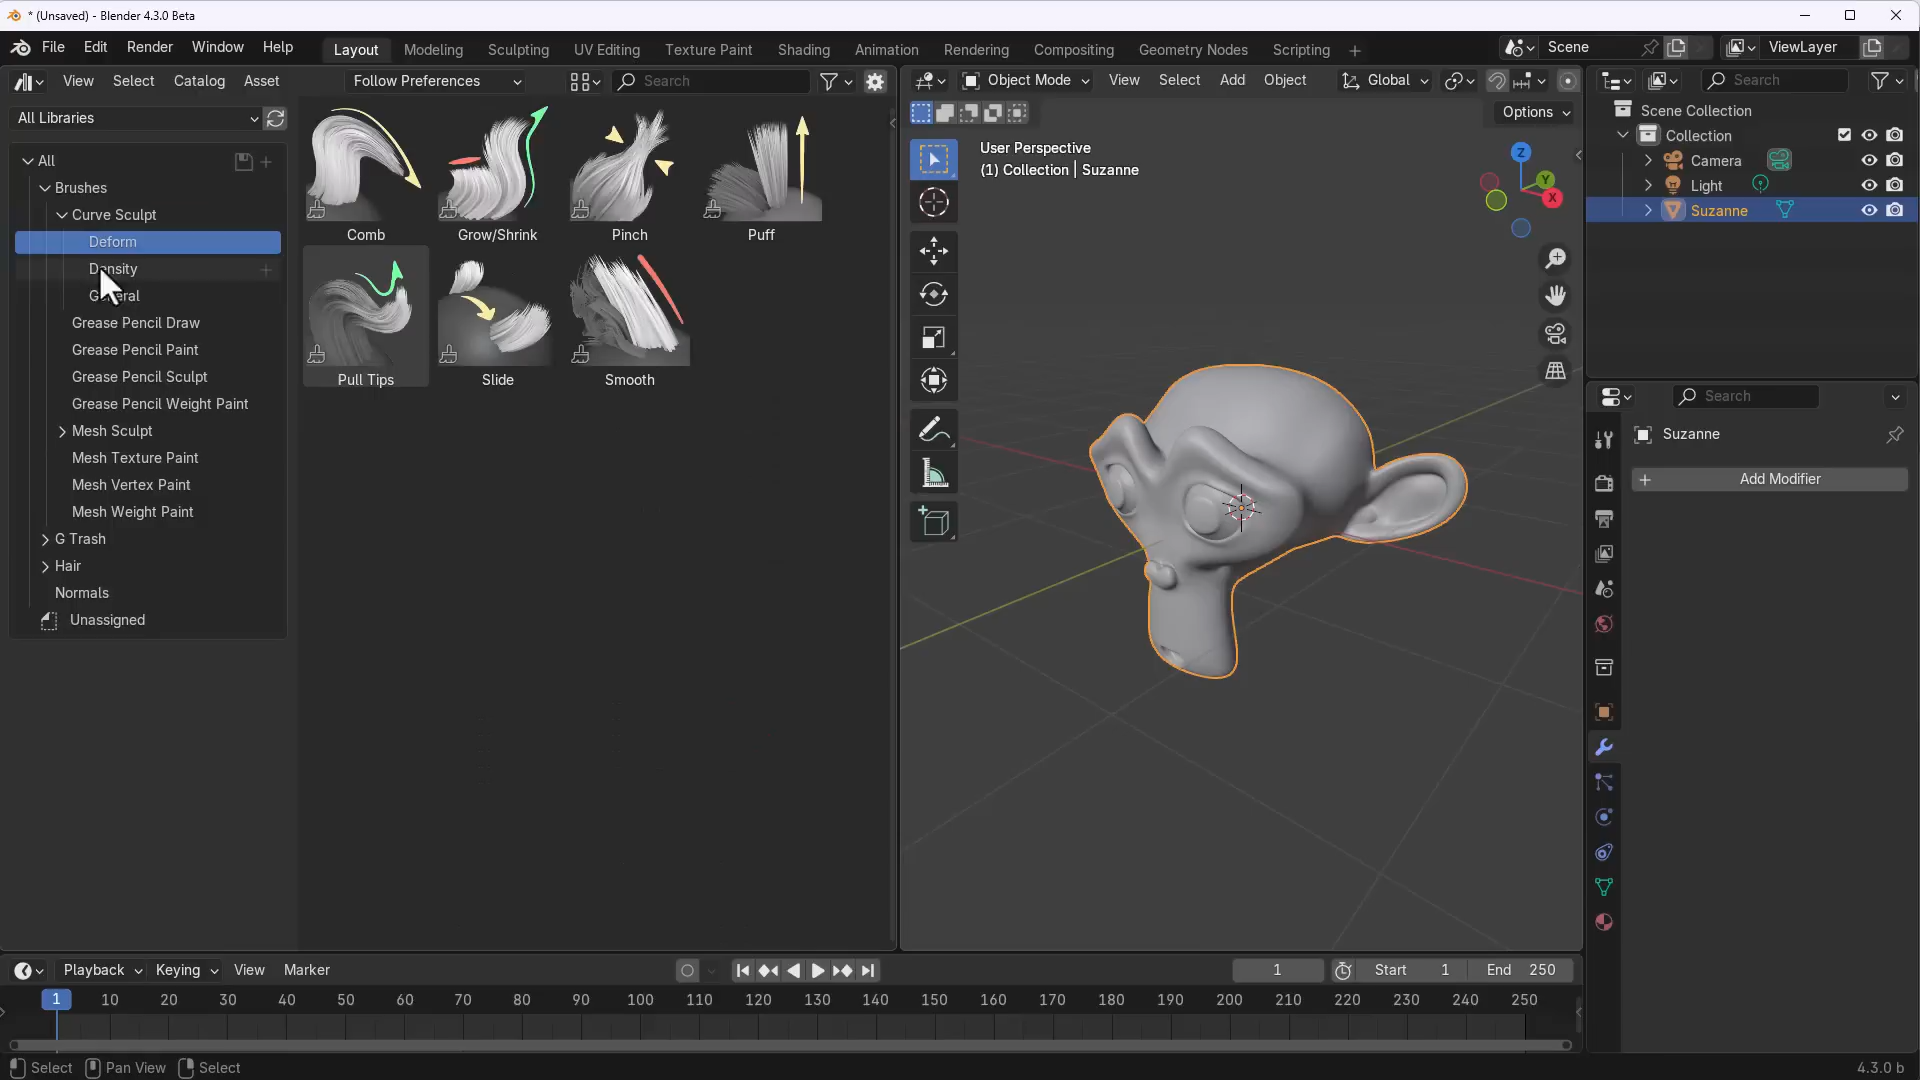 * (Unsaved) - Blender 4.3.0 Beta
File Edit Render Window Help
Layout Modeling Sculpting UV Editing Texture Paint Shading Animation Rendering Compositing Geometry Nodes Scripting +
Scene
ViewLayer
View Select Catalog Asset
Follow Preferences
Search
All Libraries
All
Brushes
Curve Sculpt
Deform
Density
General
Grease Pencil Draw
Grease Pencil Paint
Grease Pencil Sculpt
Grease Pencil Weight Paint
Mesh Sculpt
Mesh Texture Paint
Mesh Vertex Paint
Mesh Weight Paint
G Trash
Hair
Normals
Unassigned
Comb Grow/Shrink Pinch Puff
Pull Tips Slide Smooth
Object Mode View Select Add Object Global
Options
User Perspective
(1) Collection | Suzanne
Z
Y
X
Search
Scene Collection
Collection
Camera
Light
Suzanne
Search
Suzanne
+ Add Modifier
Playback Keying View Marker
1 Start 1 End 250
1 10 20 30 40 50 60 70 80 90 100 110 120 130 140 150 160 170 180 190 200 210 220 230 240 250
Select Pan View Select
4.3.0 b